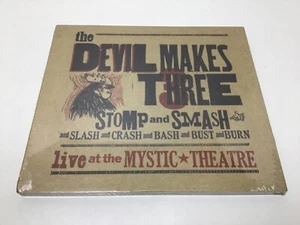 the
DEVIL MAKES
THREE
STOMP and SMASH
and SLASH and CRASH and BASH and BUST and BURN
live at the MYSTIC★THEATRE